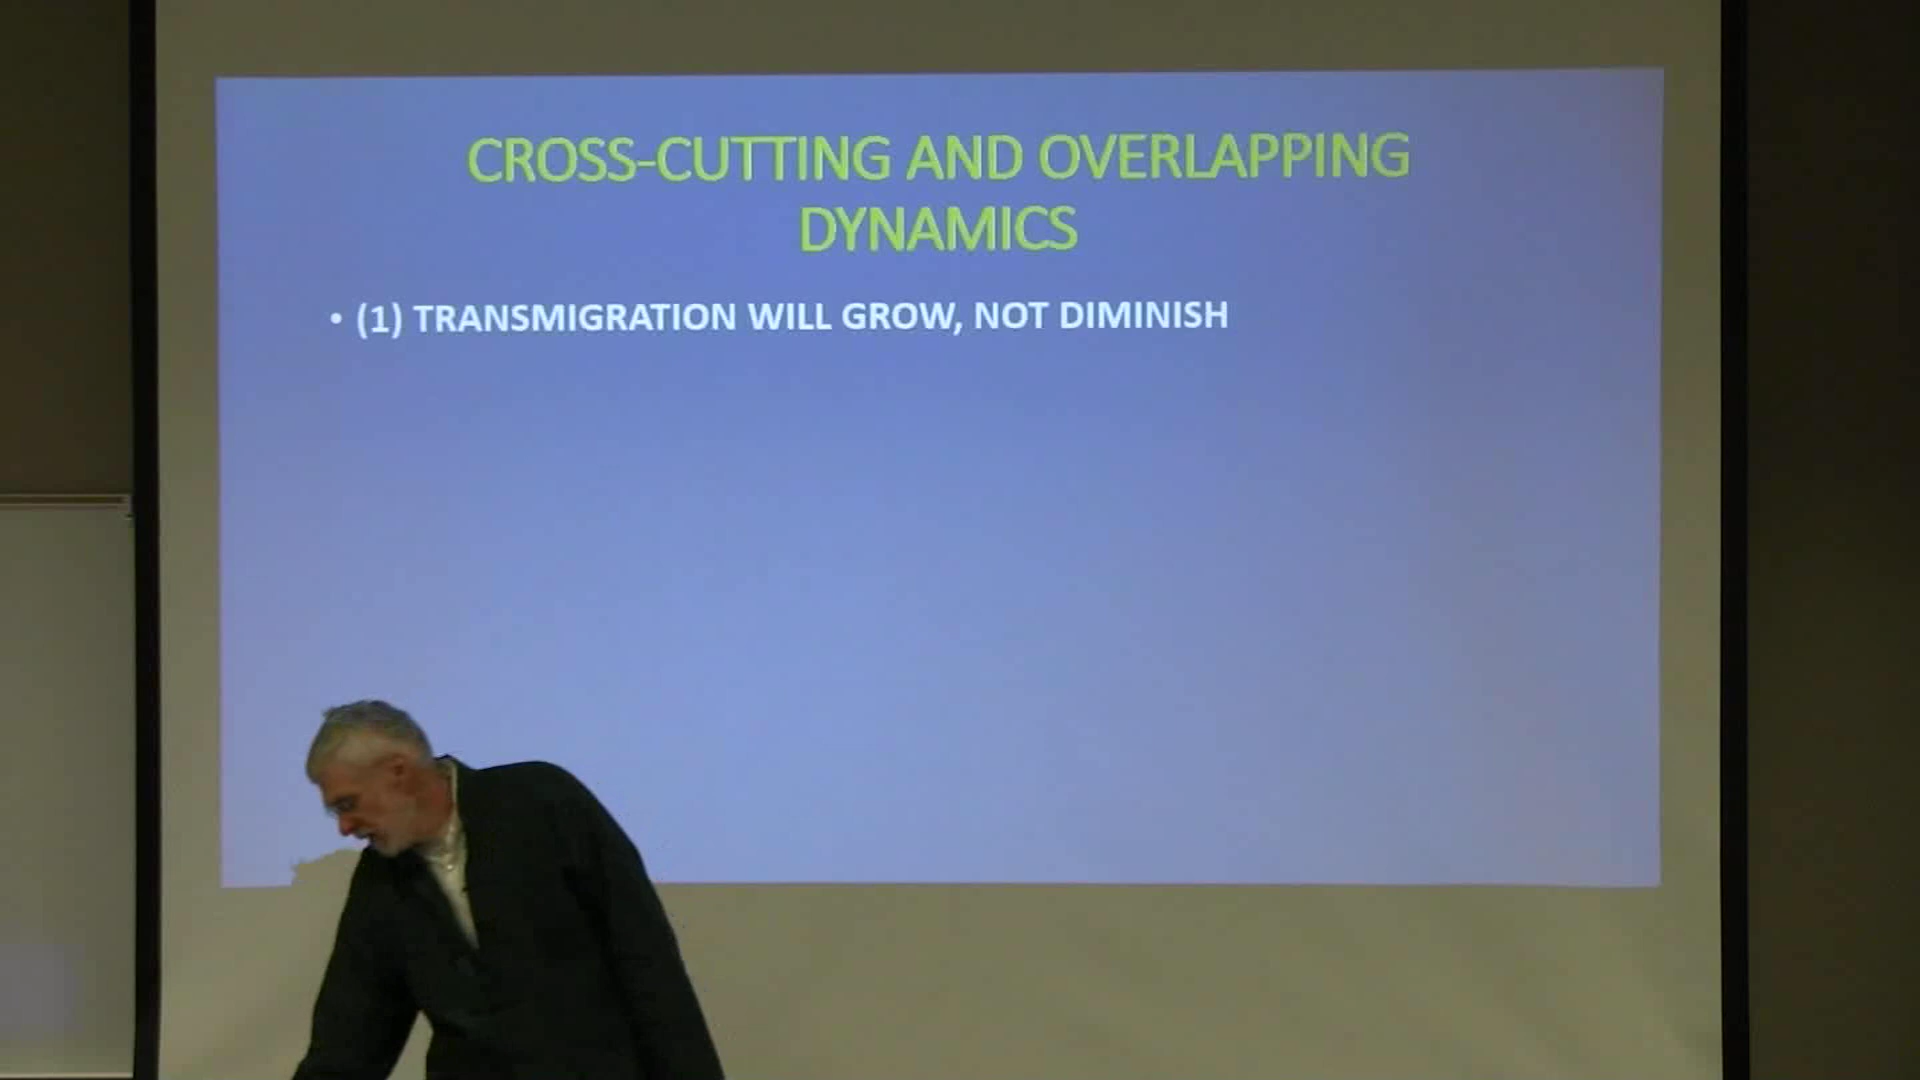 CROSS-CUTTING AND OVERLAPPING
DYNAMICS
• (1) TRANSMIGRATION WILL GROW, NOT DIMINISH